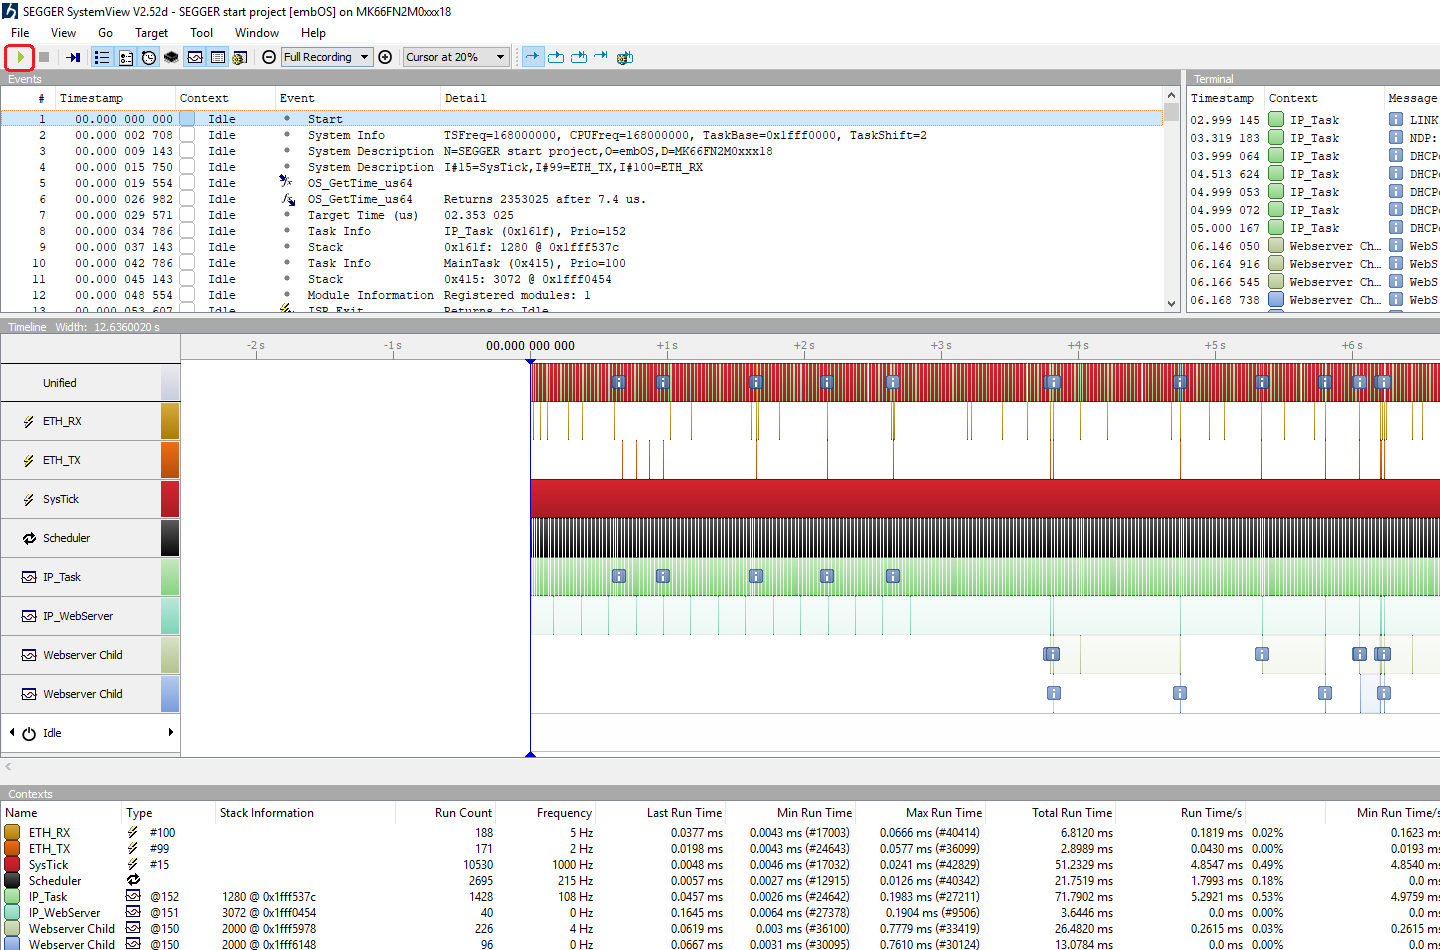 SEGGER SystemView V2.52d - SEGGER start project [embOS] on MK66FN2M0xxx18
File View Go Target Tool Window Help
Full Recording Cursor at 20%
Events
# Timestamp Context Event Detail
1 00.000 000 000 Idle Start
2 00.000 002 708 Idle System Info TSFreq=168000000, CPUFreq=168000000, TaskBase=0x1fff0000, TaskShift=2
3 00.000 009 143 Idle System Description N=SEGGER start project,O=embOS,D=MK66FN2M0xxx18
4 00.000 015 750 Idle System Description I#15=SysTick,I#99=ETH_TX,I#100=ETH_RX
5 00.000 019 554 Idle OS_GetTime_us64
6 00.000 026 982 Idle OS_GetTime_us64 Returns 2353025 after 7.4 us.
7 00.000 029 571 Idle Target Time (us) 02.353 025
8 00.000 034 786 Idle Task Info IP_Task (0x161f), Prio=152
9 00.000 037 143 Idle Stack 0x161f: 1280 @ 0x1fff537c
10 00.000 042 786 Idle Task Info MainTask (0x415), Prio=100
11 00.000 045 143 Idle Stack 0x415: 3072 @ 0x1fff0454
12 00.000 048 554 Idle Module Information Registered modules: 1
13 00.000 053 607 Idle ISR Exit Returns to Idle
Terminal
Timestamp Context Message
02.999 145 IP_Task LINK
03.319 183 IP_Task NDP:
03.999 064 IP_Task DHCP
04.513 624 IP_Task DHCP
04.999 053 IP_Task DHCP
04.999 072 IP_Task DHCP
05.000 167 IP_Task DHCP
06.146 050 Webserver Ch... WebS
06.164 916 Webserver Ch... WebS
06.166 545 Webserver Ch... WebS
06.168 738 Webserver Ch... WebS
Timeline Width: 12.6360020 s
-2 s -1 s 00.000 000 000 +1 s +2 s +3 s +4 s +5 s +6 s
Unified
ETH_RX
ETH_TX
SysTick
Scheduler
IP_Task
IP_WebServer
Webserver Child
Webserver Child
Idle
Contexts
Name Type Stack Information Run Count Frequency Last Run Time Min Run Time Max Run Time Total Run Time Run Time/s Min Run Time/s
ETH_RX #100 188 5 Hz 0.0377 ms 0.0043 ms (#17003) 0.0666 ms (#40414) 6.8120 ms 0.1819 ms 0.02% 0.1623 m
ETH_TX #99 171 2 Hz 0.0198 ms 0.0043 ms (#24643) 0.0577 ms (#36099) 2.8989 ms 0.0430 ms 0.00% 0.0193 m
SysTick #15 10530 1000 Hz 0.0048 ms 0.0046 ms (#17032) 0.0241 ms (#42829) 51.2329 ms 4.8547 ms 0.49% 4.8540 m
Scheduler 2695 215 Hz 0.0057 ms 0.0027 ms (#12915) 0.0126 ms (#40342) 21.7519 ms 1.7993 ms 0.18% 0.0 m
IP_Task @152 1280 @ 0x1fff537c 1428 108 Hz 0.0457 ms 0.0026 ms (#24642) 0.1983 ms (#27211) 71.7902 ms 5.2921 ms 0.53% 4.9759 m
IP_WebServer @151 3072 @ 0x1fff0454 40 0 Hz 0.1645 ms 0.0064 ms (#27378) 0.1904 ms (#9506) 3.6446 ms 0.0 ms 0.00% 0.0 m
Webserver Child @150 2000 @ 0x1fff5978 226 4 Hz 0.0619 ms 0.003 ms (#36100) 0.7779 ms (#33419) 26.4820 ms 0.2615 ms 0.03% 0.2615 m
Webserver Child @150 2000 @ 0x1fff6148 96 0 Hz 0.0667 ms 0.0031 ms (#30095) 0.7610 ms (#30124) 13.0784 ms 0.0 ms 0.00% 0.0 m